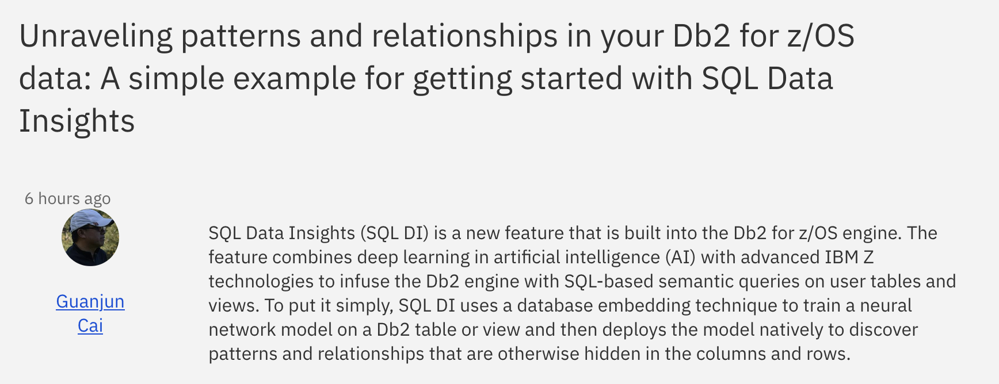 Unraveling patterns and relationships in your Db2 for z/OS
data: A simple example for getting started with SQL Data
Insights
6 hours ago
Guanjun
Cai
SQL Data Insights (SQL DI) is a new feature that is built into the Db2 for z/OS engine. The
feature combines deep learning in artificial intelligence (AI) with advanced IBM Z
technologies to infuse the Db2 engine with SQL-based semantic queries on user tables and
views. To put it simply, SQL DI uses a database embedding technique to train a neural
network model on a Db2 table or view and then deploys the model natively to discover
patterns and relationships that are otherwise hidden in the columns and rows.